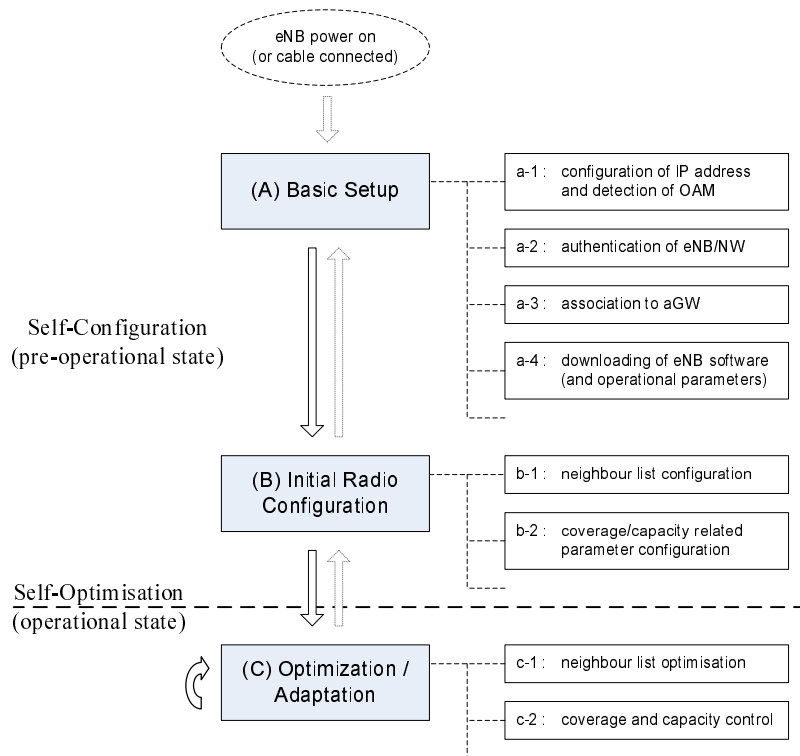 eNB power on
(or cable connected)
(A) Basic Setup
a-1 : configuration of IP address
and detection of OAM
a-2 : authentication of eNB/NW
a-3 : association to aGW
a-4 : downloading of eNB software
(and operational parameters)
Self-Configuration
(pre-operational state)
(B) Initial Radio
Configuration
b-1 : neighbour list configuration
b-2 : coverage/capacity related
parameter configuration
Self-Optimisation
(operational state)
(C) Optimization /
Adaptation
c-1 : neighbour list optimisation
c-2 : coverage and capacity control